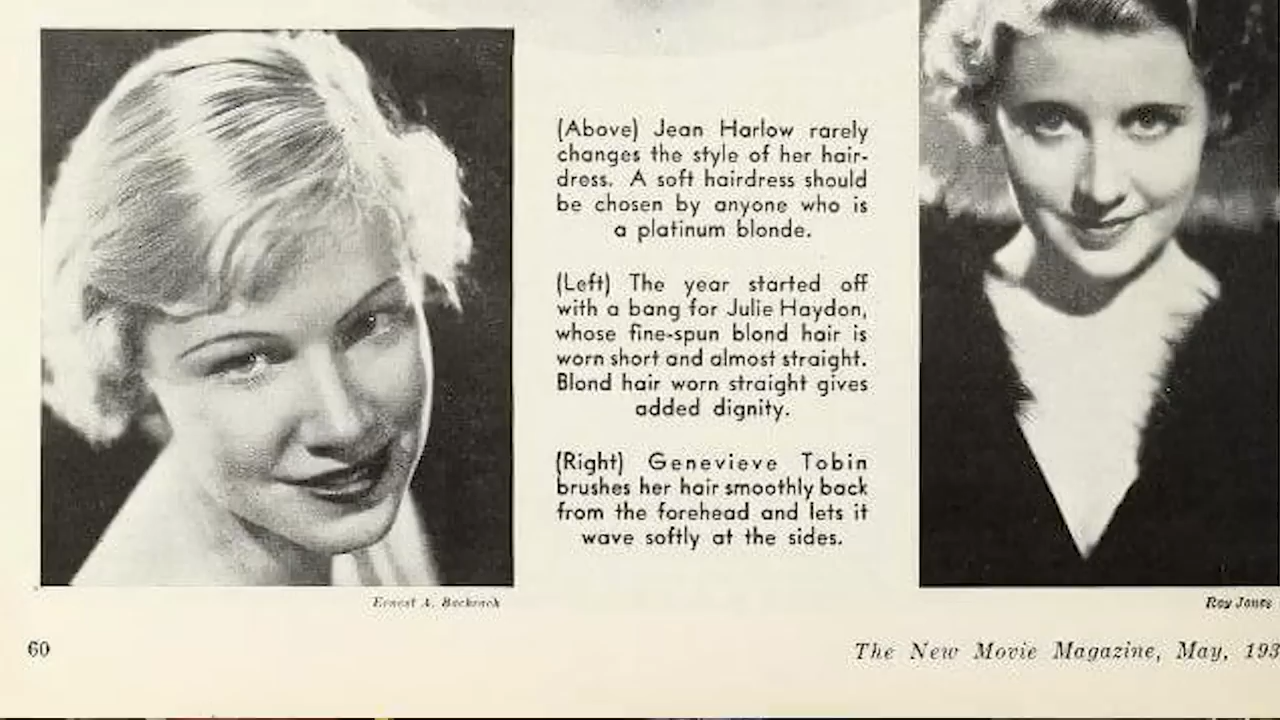 (Above) Jean Harlow rarely
changes the style of her hair-
dress. A soft hairdress should
be chosen by anyone who is
a platinum blonde.
(Left) The year started off
with a bang for Julie Haydon,
whose fine-spun blond hair is
worn short and almost straight.
Blond hair worn straight gives
added dignity.
(Right) Genevieve Tobin
brushes her hair smoothly back
from the forehead and lets it
wave softly at the sides.
Ernest A. Bachrach
Ray Jones
60
The New Movie Magazine, May, 193